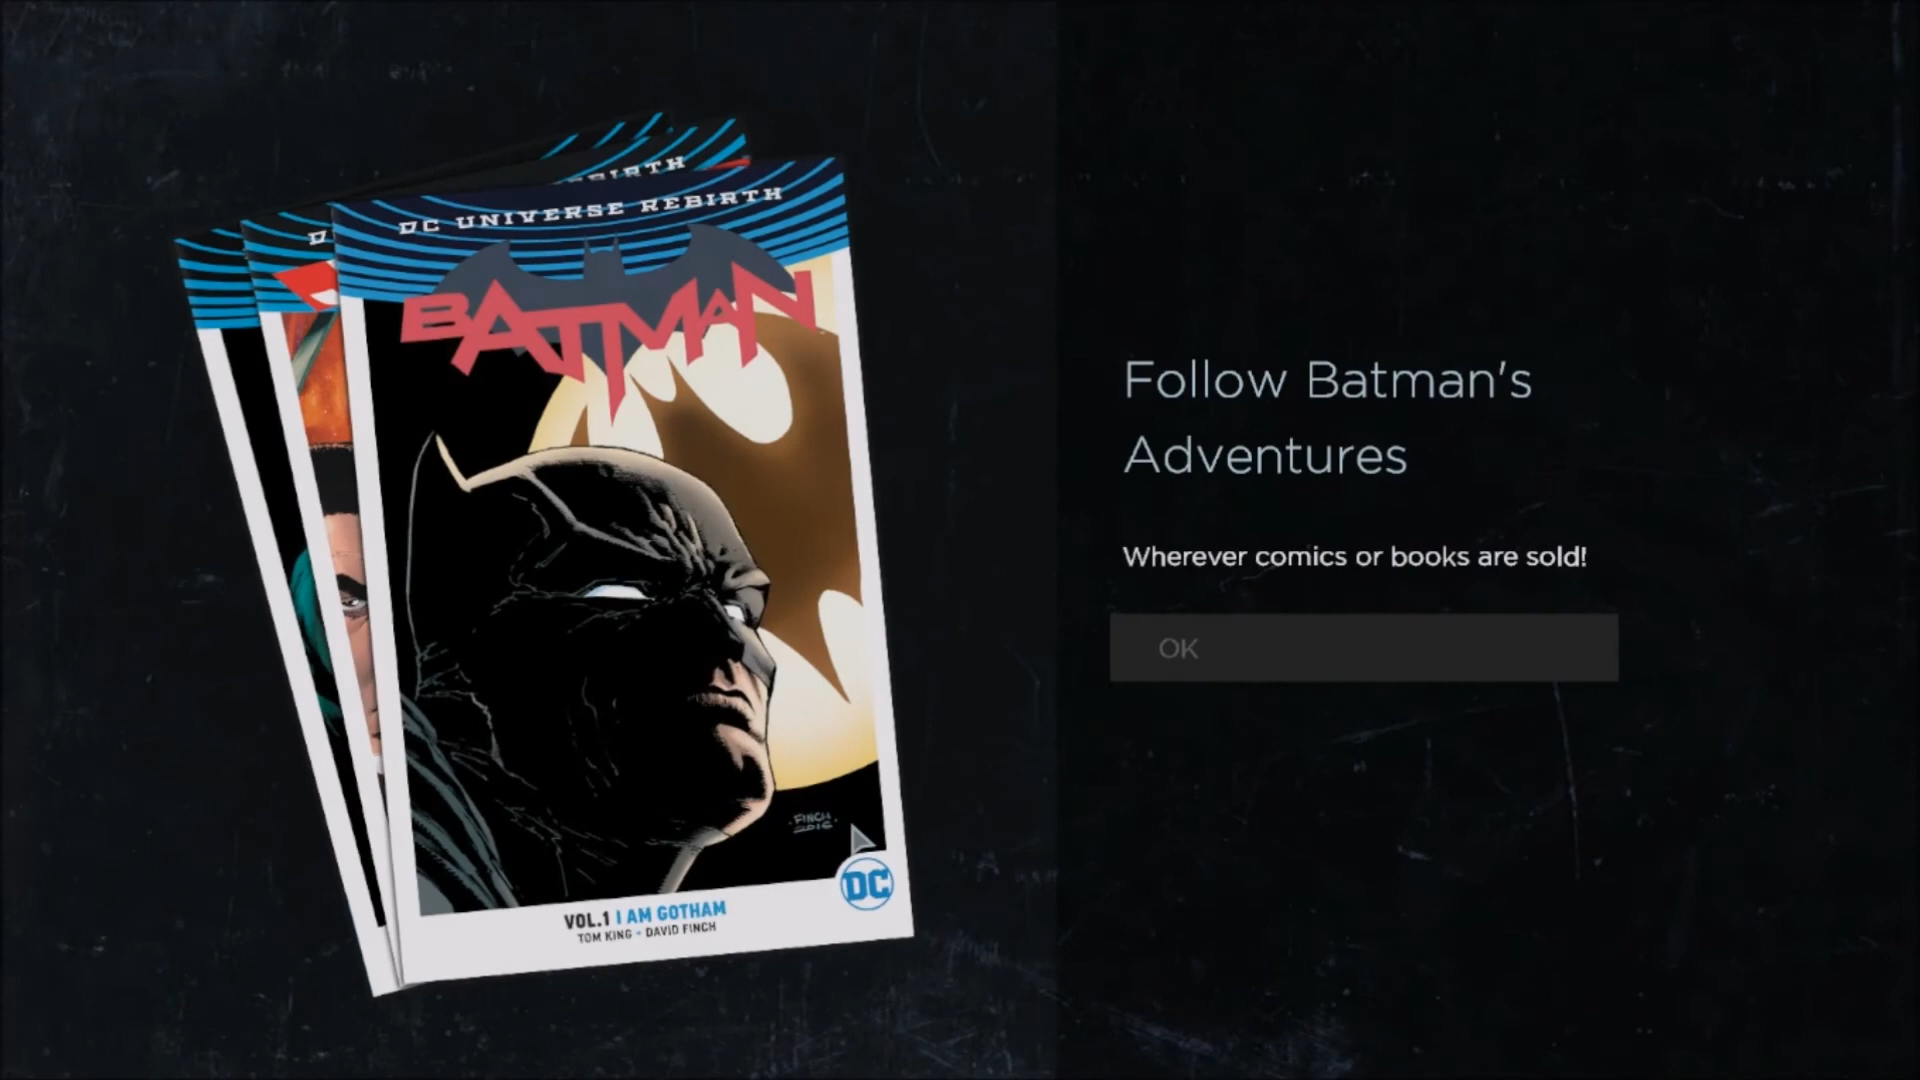 EBIRTH
D
DC UNIVERSE REBIRTH
BATMAN
FINCH
2016
DC
VOL.1 I AM GOTHAM
TOM KING - DAVID FINCH
Follow Batman's
Adventures
Wherever comics or books are sold!
OK